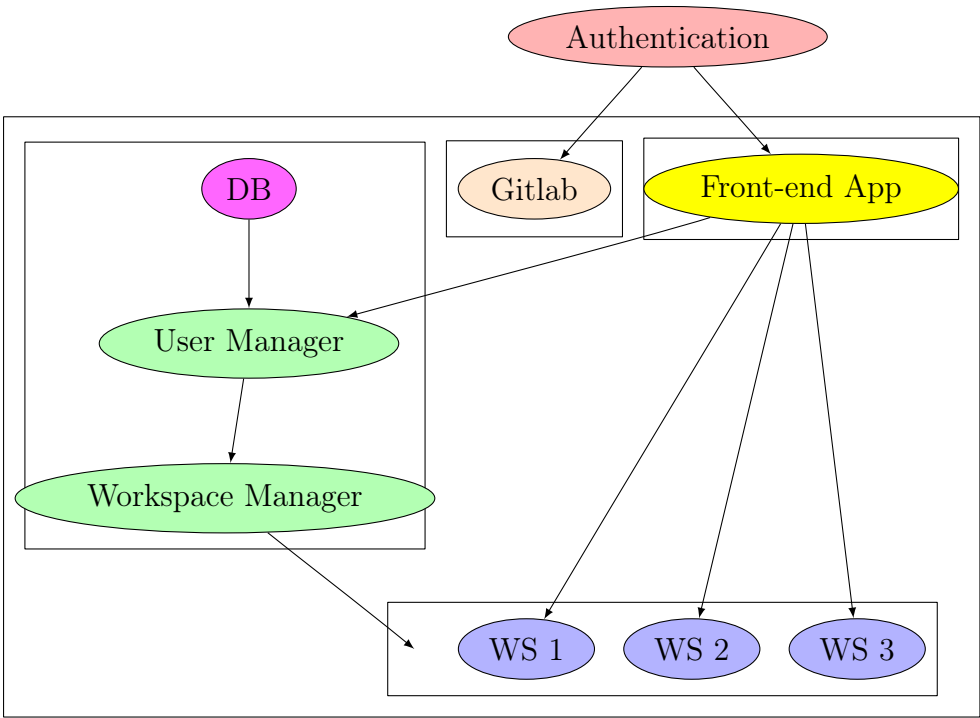 Authentication
DB
Gitlab
Front-end App
User Manager
Workspace Manager
WS 1
WS 2
WS 3